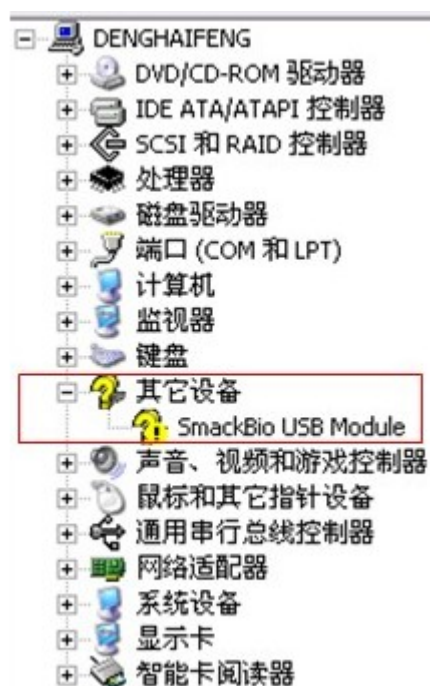 DENGHAIFENG
DVD/CD-ROM 驱动器
IDE ATA/ATAPI 控制器
SCSI 和 RAID 控制器
处理器
磁盘驱动器
端口 (COM 和 LPT)
计算机
监视器
键盘
其它设备
SmackBio USB Module
声音、视频和游戏控制器
鼠标和其它指针设备
通用串行总线控制器
网络适配器
系统设备
显示卡
智能卡阅读器